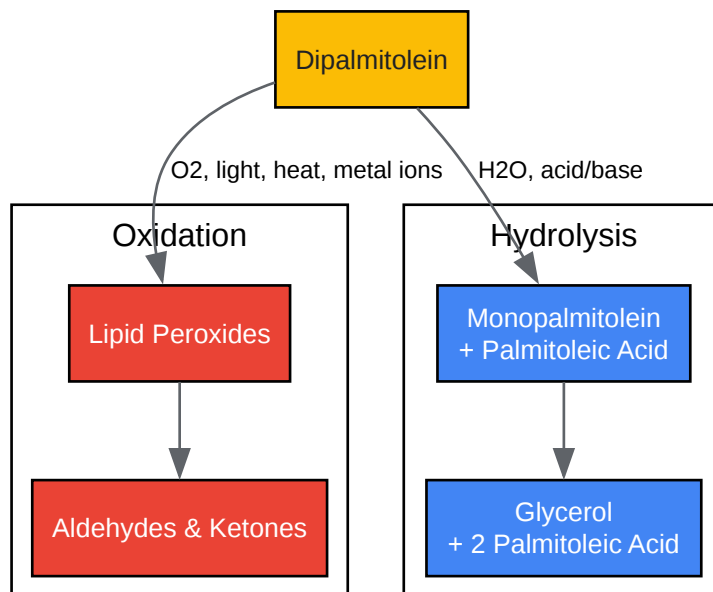 Dipalmitolein
O2, light, heat, metal ions
H2O, acid/base
Oxidation
Lipid Peroxides
Aldehydes & Ketones
Hydrolysis
Monopalmitolein
+ Palmitoleic Acid
Glycerol
+ 2 Palmitoleic Acid